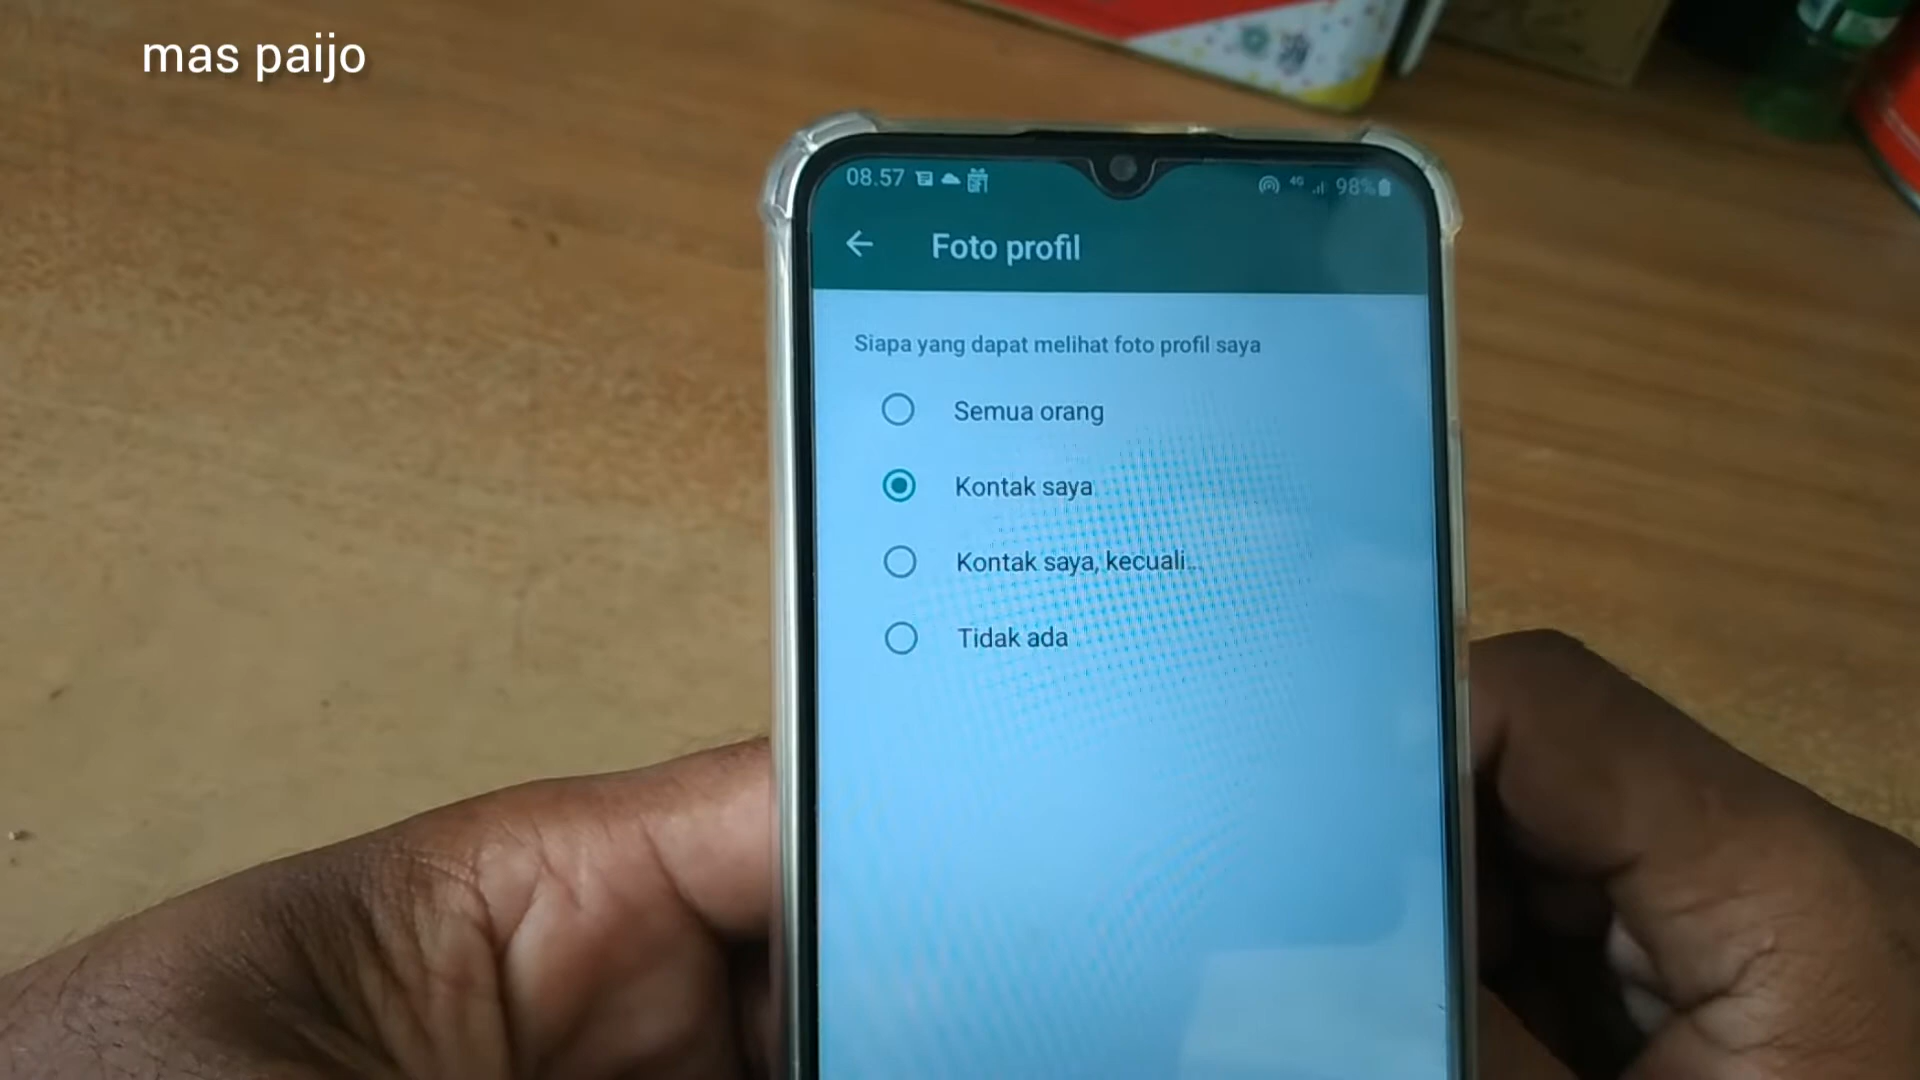 mas paijo
08.57
4G
98%
Foto profil
Siapa yang dapat melihat foto profil saya
Semua orang
Kontak saya
Kontak saya, kecuali...
Tidak ada